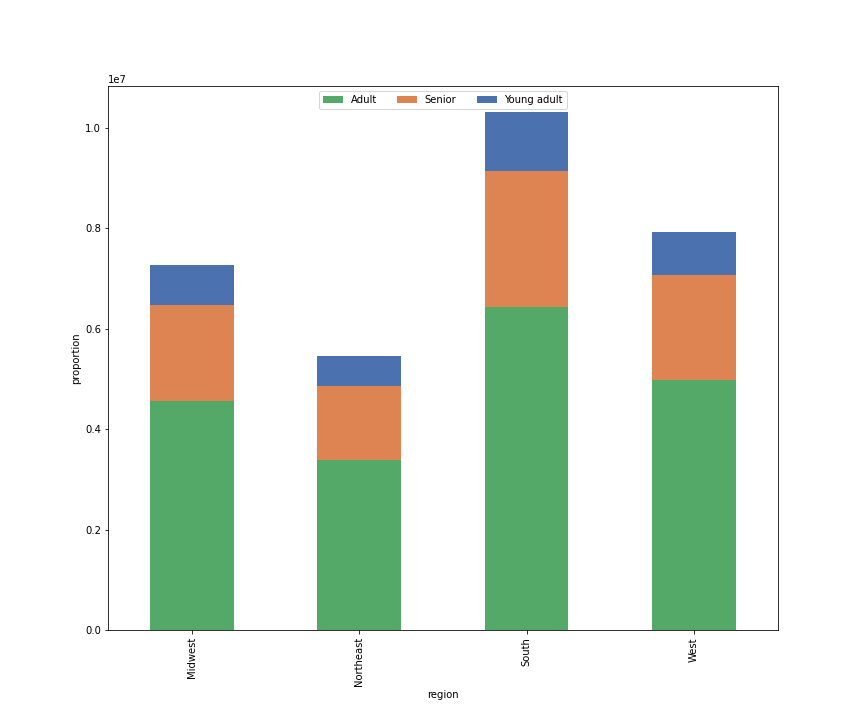 1e7
Adult Senior Young adult
1.0
0.8
0.6
0.4
0.2
0.0
proportion
Midwest
Northeast
South
West
region